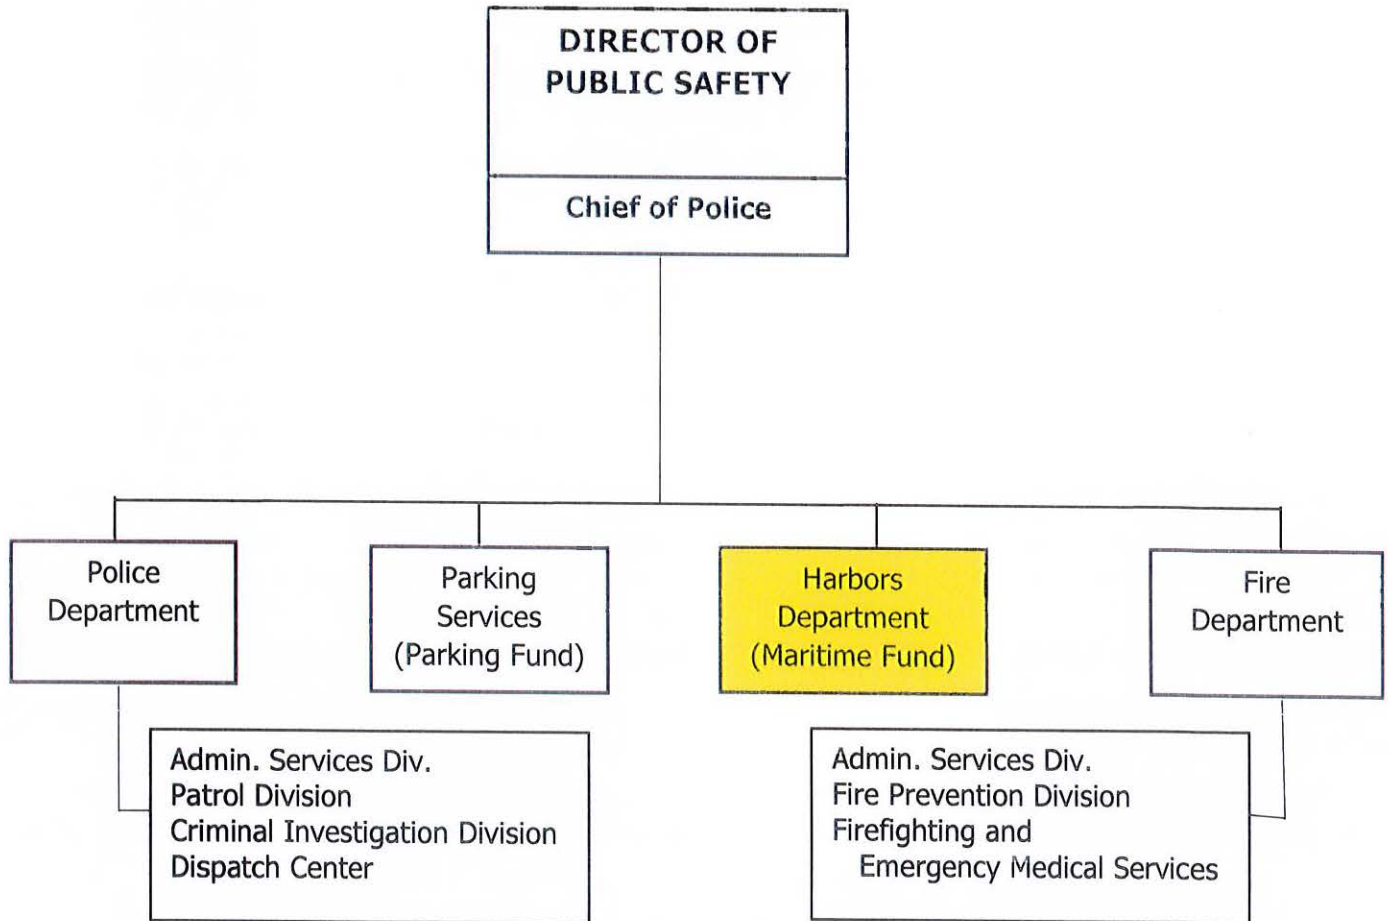 DIRECTOR OF
PUBLIC SAFETY
Chief of Police
Police
Department
Parking
Services
(Parking Fund)
Harbors
Department
(Maritime Fund)
Fire
Department
Admin. Services Div.
Patrol Division
Criminal Investigation Division
Dispatch Center
Admin. Services Div.
Fire Prevention Division
Firefighting and
Emergency Medical Services